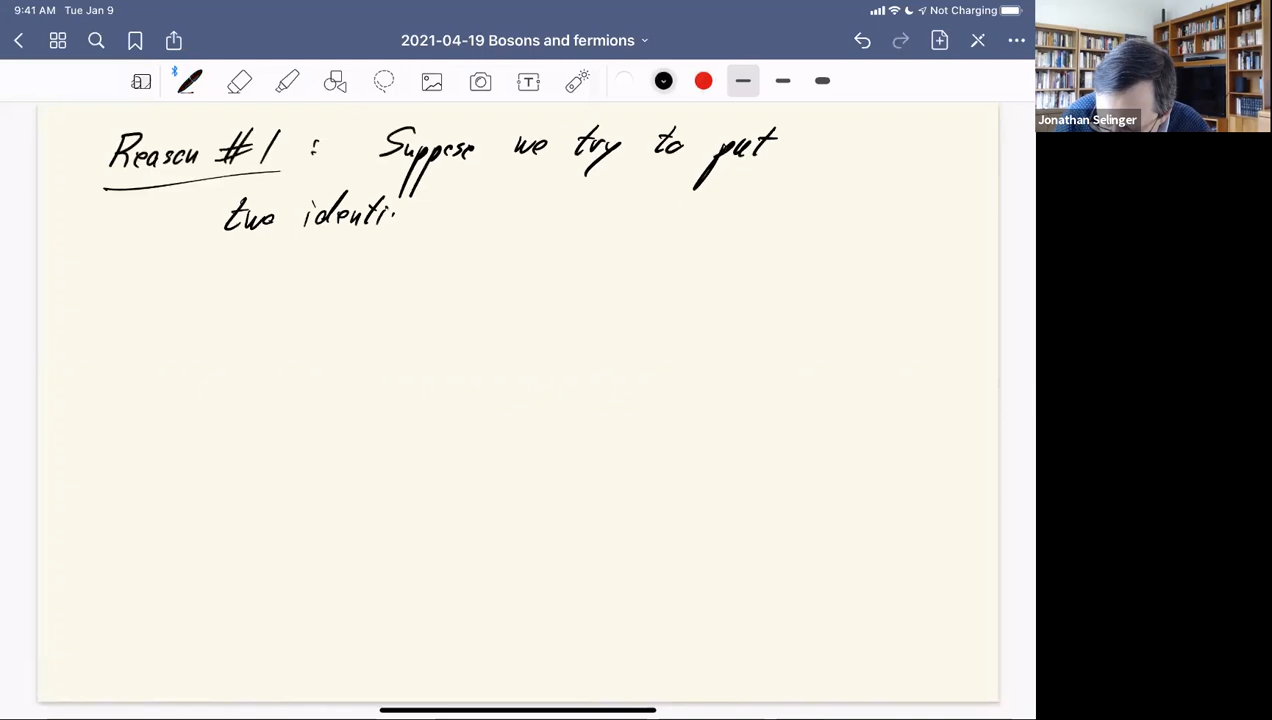 9:41 AM Tue Jan 9
Not Charging
2021-04-19 Bosons and fermions
T
Jonathan Selinger
Reason #1 : Suppose we try to put
two identi